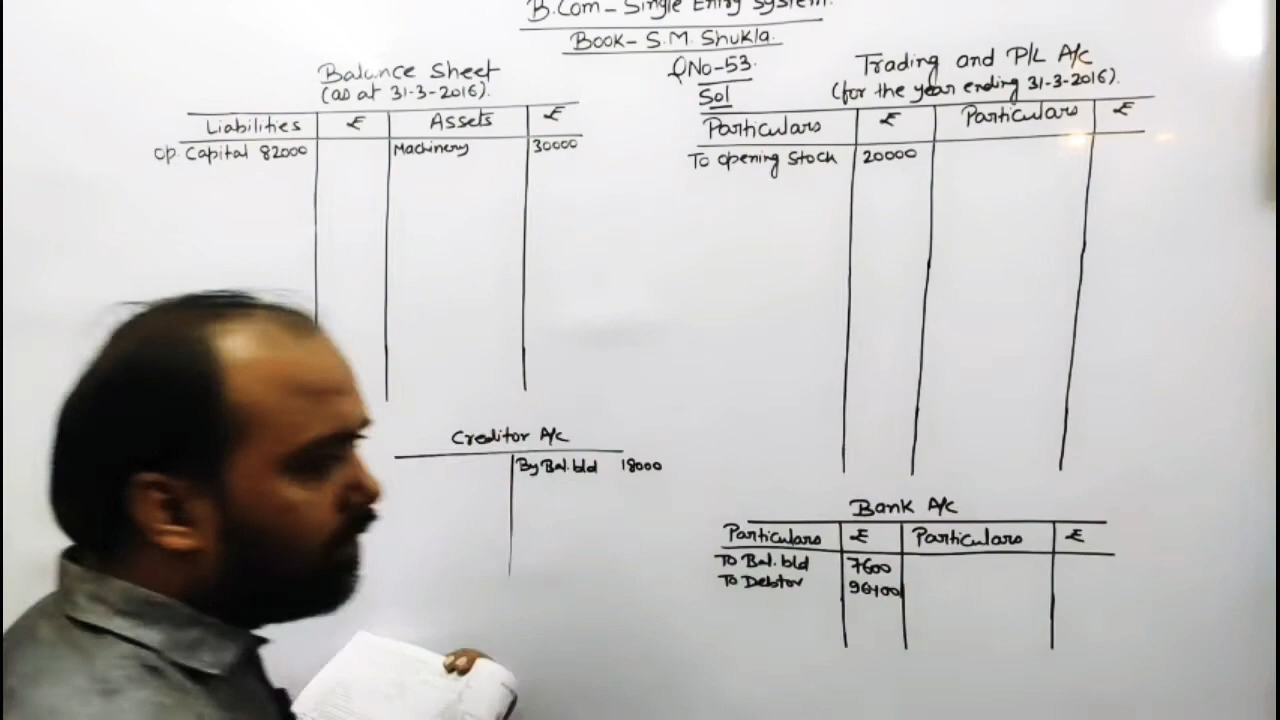 B.Com - Single Entry System.
Book - S.M. Shukla.
QNo-53.
Sol
Balance Sheet
(as at 31-3-2016).
Liabilities ₹ Assets ₹
Op. Capital 82000 Machinery 30000
Trading and P/L A/c
(for the year ending 31-3-2016).
Particulars ₹ Particulars ₹
To opening Stock 20000
Creditor A/c
By Bal. b/d 18000
Bank A/c
Particulars ₹ Particulars ₹
To Bal. b/d 7600
To Debtor